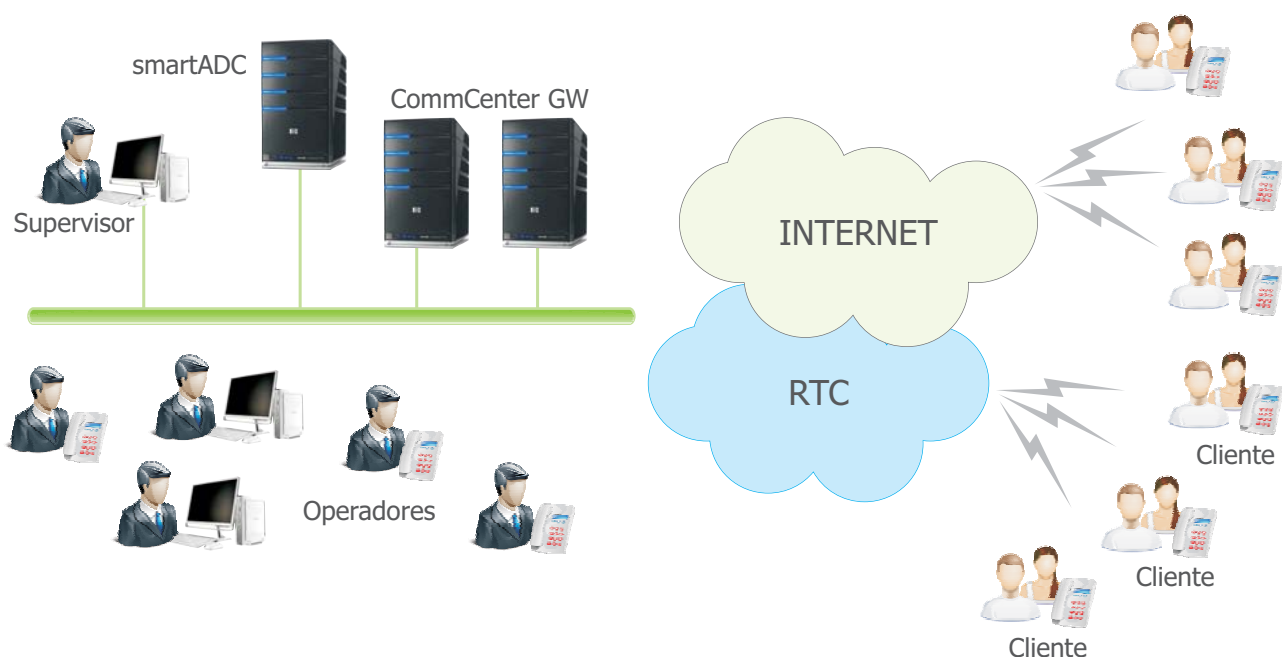 smartADC
CommCenter GW
Supervisor
INTERNET
RTC
Operadores
Cliente
Cliente
Cliente